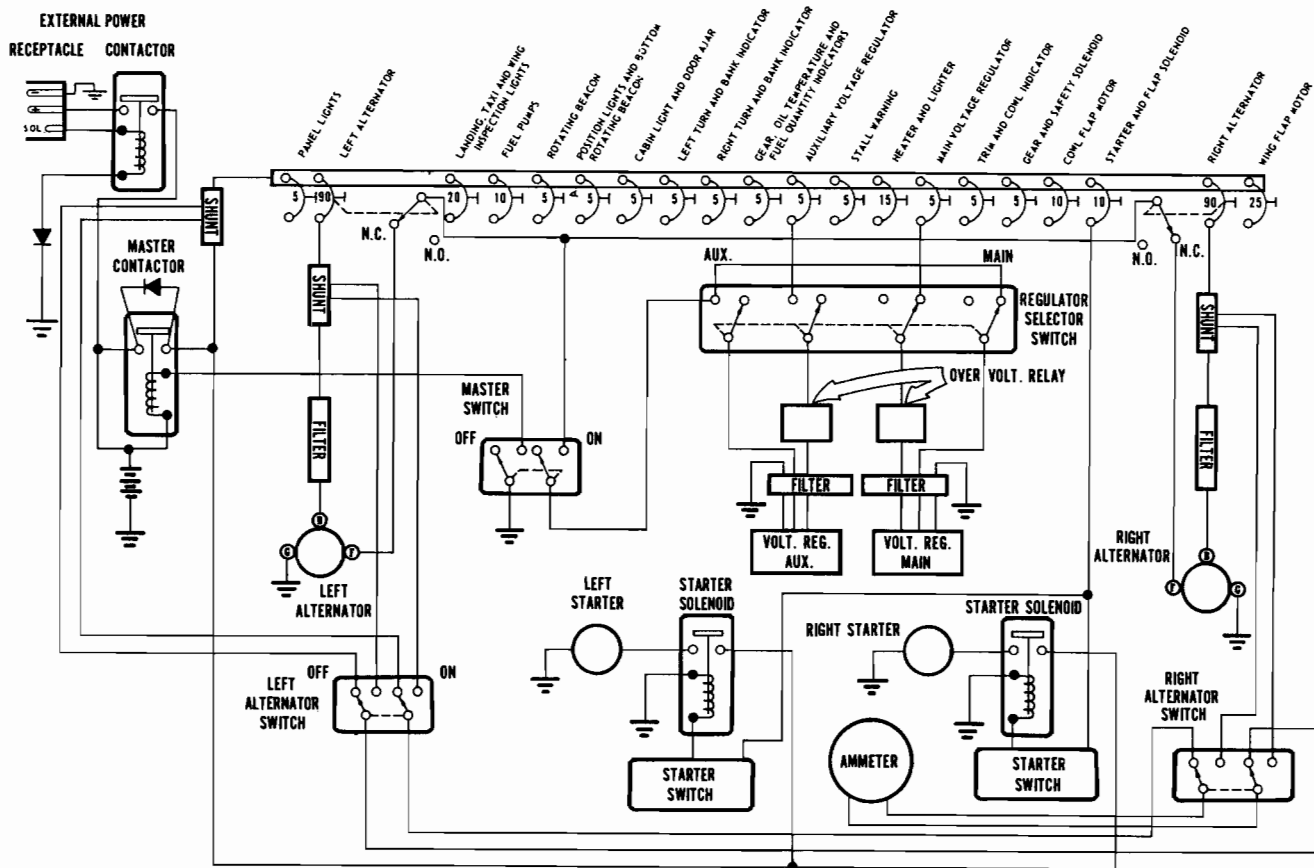 EXTERNAL POWER
RECEPTACLE CONTACTOR
−
+
SOL
PANEL LIGHTS
LEFT ALTERNATOR
LANDING, TAXI AND WING
INSPECTION LIGHTS
FUEL PUMPS
ROTATING BEACON
POSITION LIGHTS AND BOTTOM
ROTATING BEACON
CABIN LIGHT AND DOOR AJAR
LEFT TURN AND BANK INDICATOR
RIGHT TURN AND BANK INDICATOR
GEAR, OIL TEMPERATURE AND
FUEL QUANTITY INDICATORS
AUXILIARY VOLTAGE REGULATOR
STALL WARNING
HEATER AND LIGHTER
MAIN VOLTAGE REGULATOR
TRIM AND COWL INDICATOR
GEAR AND SAFETY SOLENOID
COWL FLAP MOTOR
STARTER AND FLAP SOLENOID
RIGHT ALTERNATOR
WING FLAP MOTOR
5 90 20 10 5 5 5 5 5 5 5 5 15 5 5 5 10 10 90 25
SHUNT
N.C.
N.O.
N.O.
N.C.
MASTER
CONTACTOR
AUX.
MAIN
SHUNT
REGULATOR
SELECTOR
SWITCH
SHUNT
OVER VOLT. RELAY
MASTER
SWITCH
OFF
ON
FILTER
FILTER
FILTER
FILTER
VOLT. REG.
AUX.
VOLT. REG.
MAIN
B
G
F
LEFT
ALTERNATOR
RIGHT
ALTERNATOR
B
F
G
LEFT
STARTER
STARTER
SOLENOID
RIGHT STARTER
STARTER SOLENOID
OFF
ON
LEFT
ALTERNATOR
SWITCH
RIGHT
ALTERNATOR
SWITCH
STARTER
SWITCH
AMMETER
STARTER
SWITCH